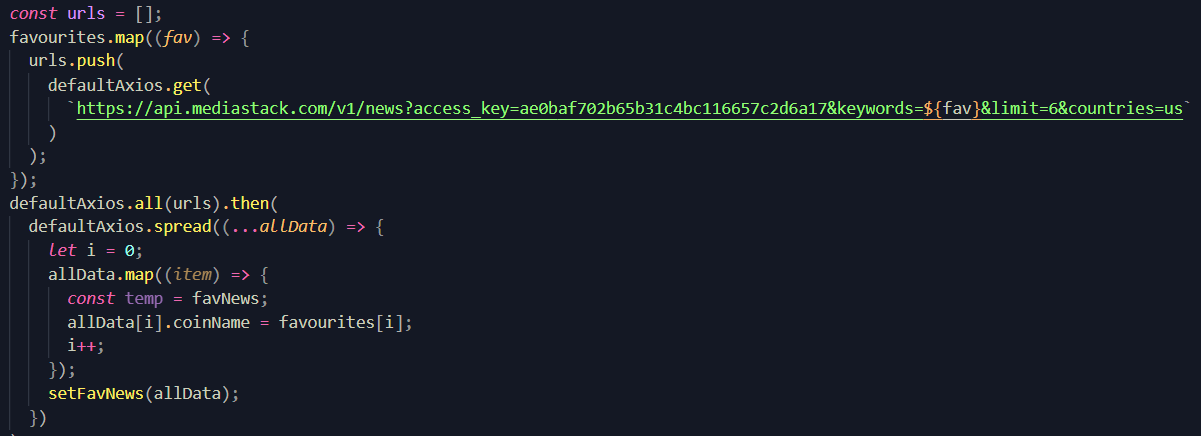 const urls = [];
favourites.map((fav) => {
urls.push(
defaultAxios.get(
`https://api.mediastack.com/v1/news?access_key=ae0baf702b65b31c4bc116657c2d6a17&keywords=${fav}&limit=6&countries=us`
)
);
});
defaultAxios.all(urls).then(
defaultAxios.spread((...allData) => {
let i = 0;
allData.map((item) => {
const temp = favNews;
allData[i].coinName = favourites[i];
i++;
});
setFavNews(allData);
})